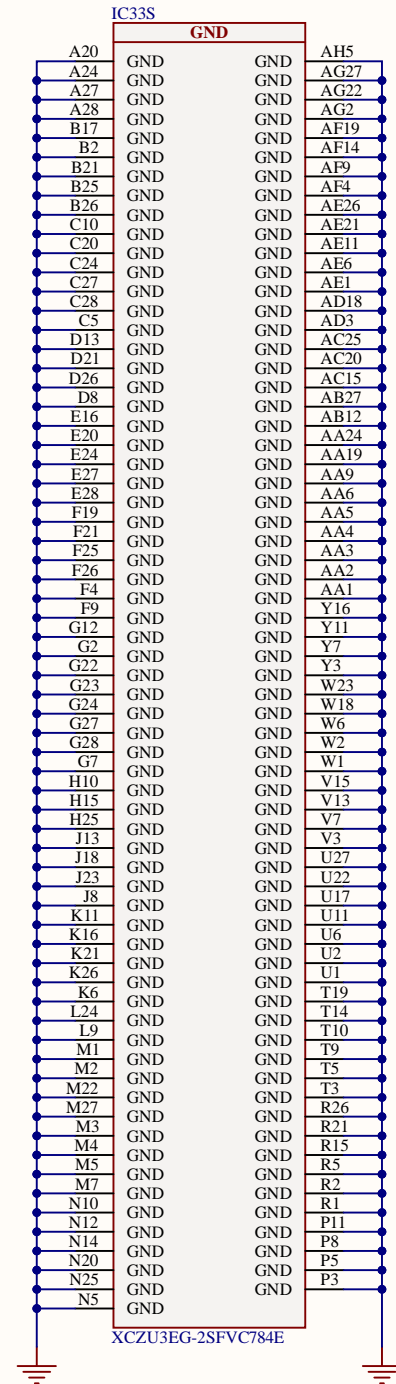 IC33S
GND
A20 GND GND AH5
A24 GND GND AG27
A27 GND GND AG22
A28 GND GND AG2
B17 GND GND AF19
B2 GND GND AF14
B21 GND GND AF9
B25 GND GND AF4
B26 GND GND AE26
C10 GND GND AE21
C20 GND GND AE11
C24 GND GND AE6
C27 GND GND AE1
C28 GND GND AD18
C5 GND GND AD3
D13 GND GND AC25
D21 GND GND AC20
D26 GND GND AC15
D8 GND GND AB27
E16 GND GND AB12
E20 GND GND AA24
E24 GND GND AA19
E27 GND GND AA9
E28 GND GND AA6
F19 GND GND AA5
F21 GND GND AA4
F25 GND GND AA3
F26 GND GND AA2
F4 GND GND AA1
F9 GND GND Y16
G12 GND GND Y11
G2 GND GND Y7
G22 GND GND Y3
G23 GND GND W23
G24 GND GND W18
G27 GND GND W6
G28 GND GND W2
G7 GND GND W1
H10 GND GND V15
H15 GND GND V13
H25 GND GND V7
J13 GND GND V3
J18 GND GND U27
J23 GND GND U22
J8 GND GND U17
K11 GND GND U11
K16 GND GND U6
K21 GND GND U2
K26 GND GND U1
K6 GND GND T19
L24 GND GND T14
L9 GND GND T10
M1 GND GND T9
M2 GND GND T5
M22 GND GND T3
M27 GND GND R26
M3 GND GND R21
M4 GND GND R15
M5 GND GND R5
M7 GND GND R2
N10 GND GND R1
N12 GND GND P11
N14 GND GND P8
N20 GND GND P5
N25 GND GND P3
N5 GND
XCZU3EG-2SFVC784E